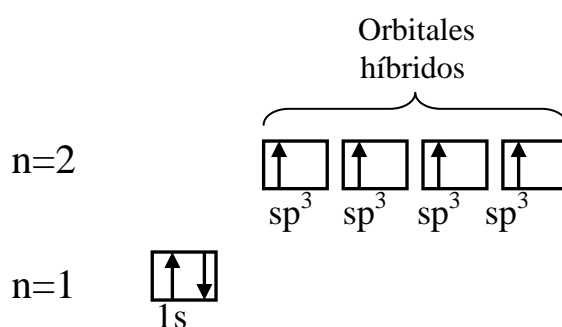 Orbitales
híbridos
n=2
sp³ sp³ sp³ sp³
n=1
1s